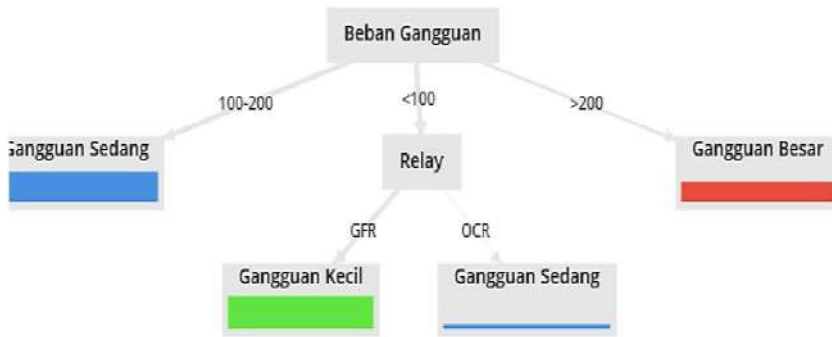 Beban Gangguan
100-200
<100
>200
Gangguan Sedang
Relay
Gangguan Besar
GFR
OCR
Gangguan Kecil
Gangguan Sedang